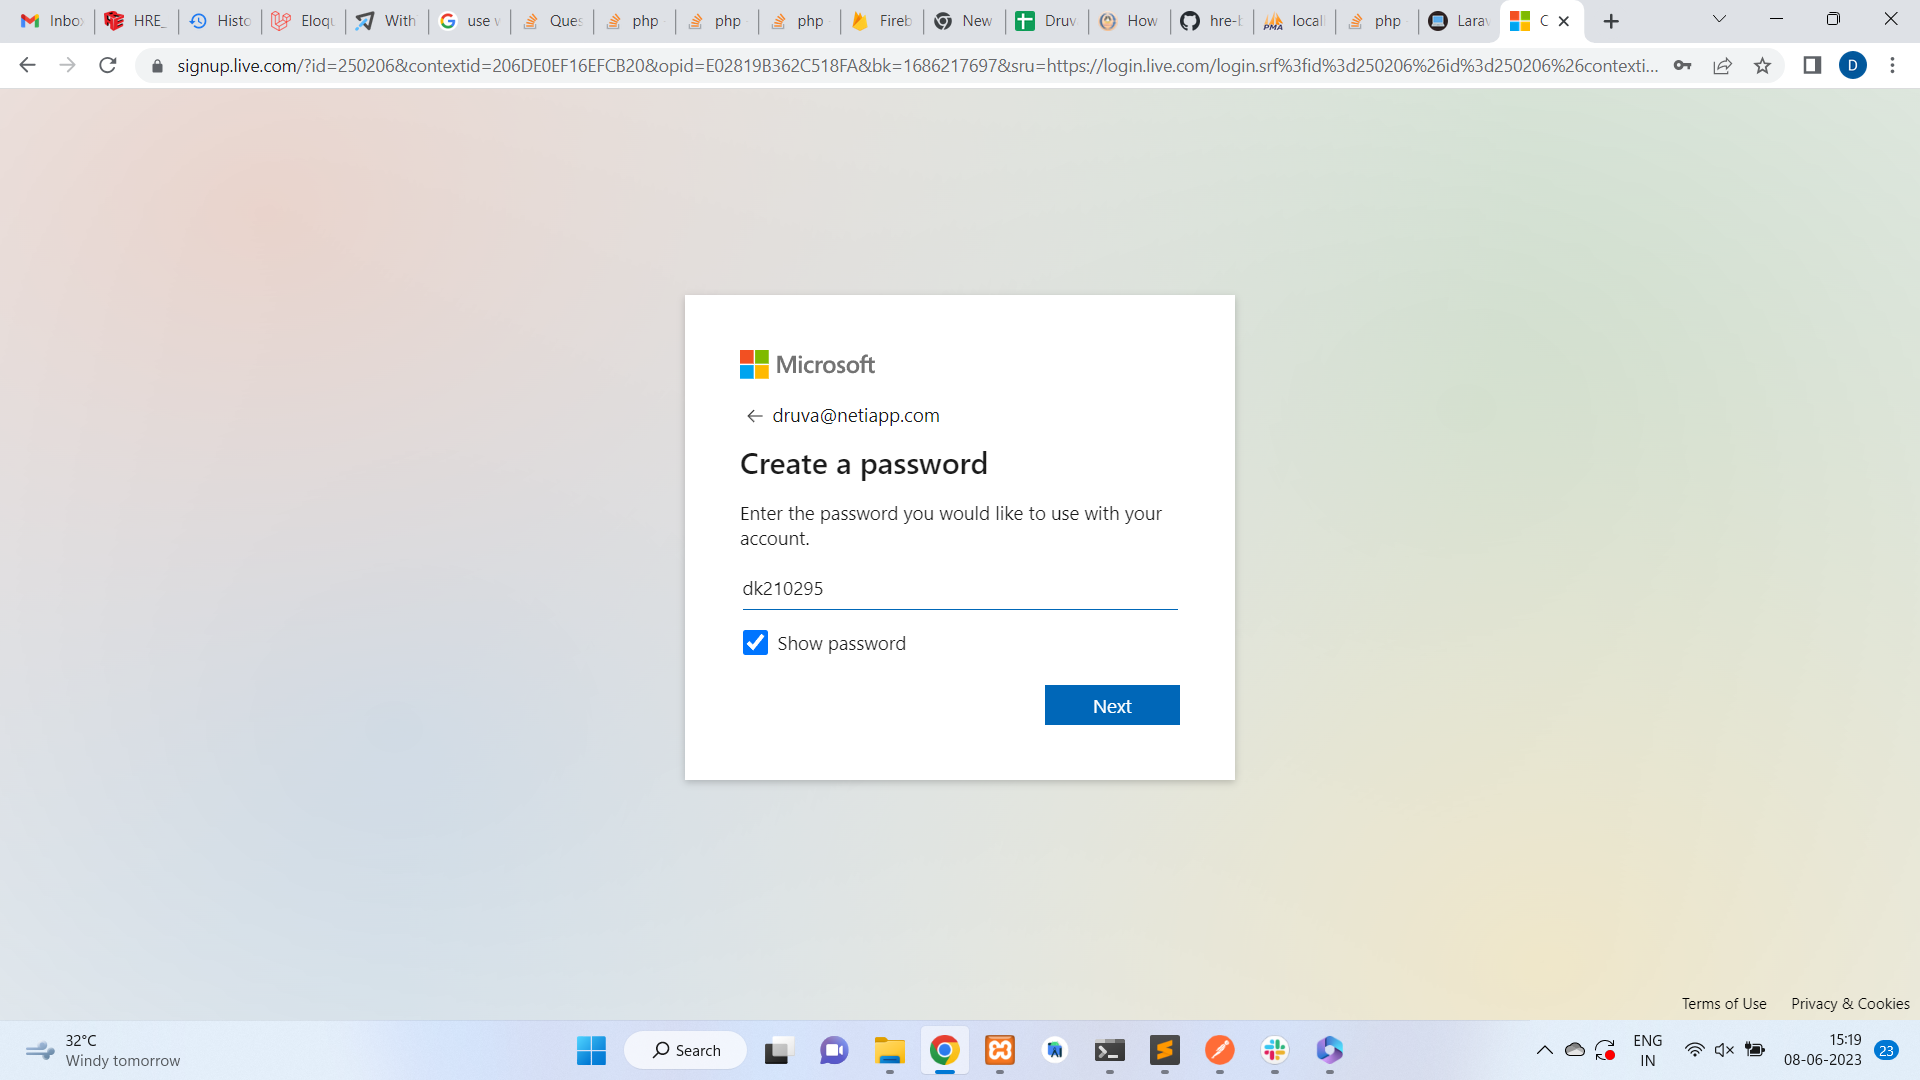 Inbox
HRE_
Histo
Eloqu
With
use w
Ques
php
php
php
Fireb
New
Druv
How
hre-b
locall
php
Larav
C
signup.live.com/?id=250206&contextid=206DE0EF16EFCB20&opid=E02819B362C518FA&bk=1686217697&sru=https://login.live.com/login.srf%3fid%3d250206%26id%3d250206%26contexti...
D
Microsoft
druva@netiapp.com
Create a password
Enter the password you would like to use with your
account.
dk210295
Show password
Next
Terms of Use Privacy & Cookies
32°C
Windy tomorrow
Search
ENG
IN
15:19
08-06-2023
23